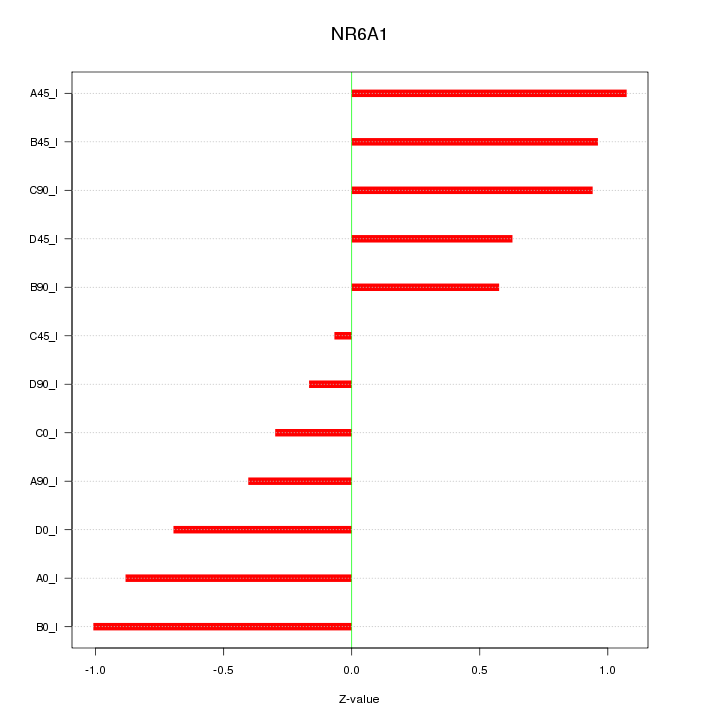 NR6A1
A45_I
B45_I
C90_I
D45_I
B90_I
C45_I
D90_I
C0_I
A90_I
D0_I
A0_I
B0_I
-1.0 -0.5 0.0 0.5 1.0
Z-value